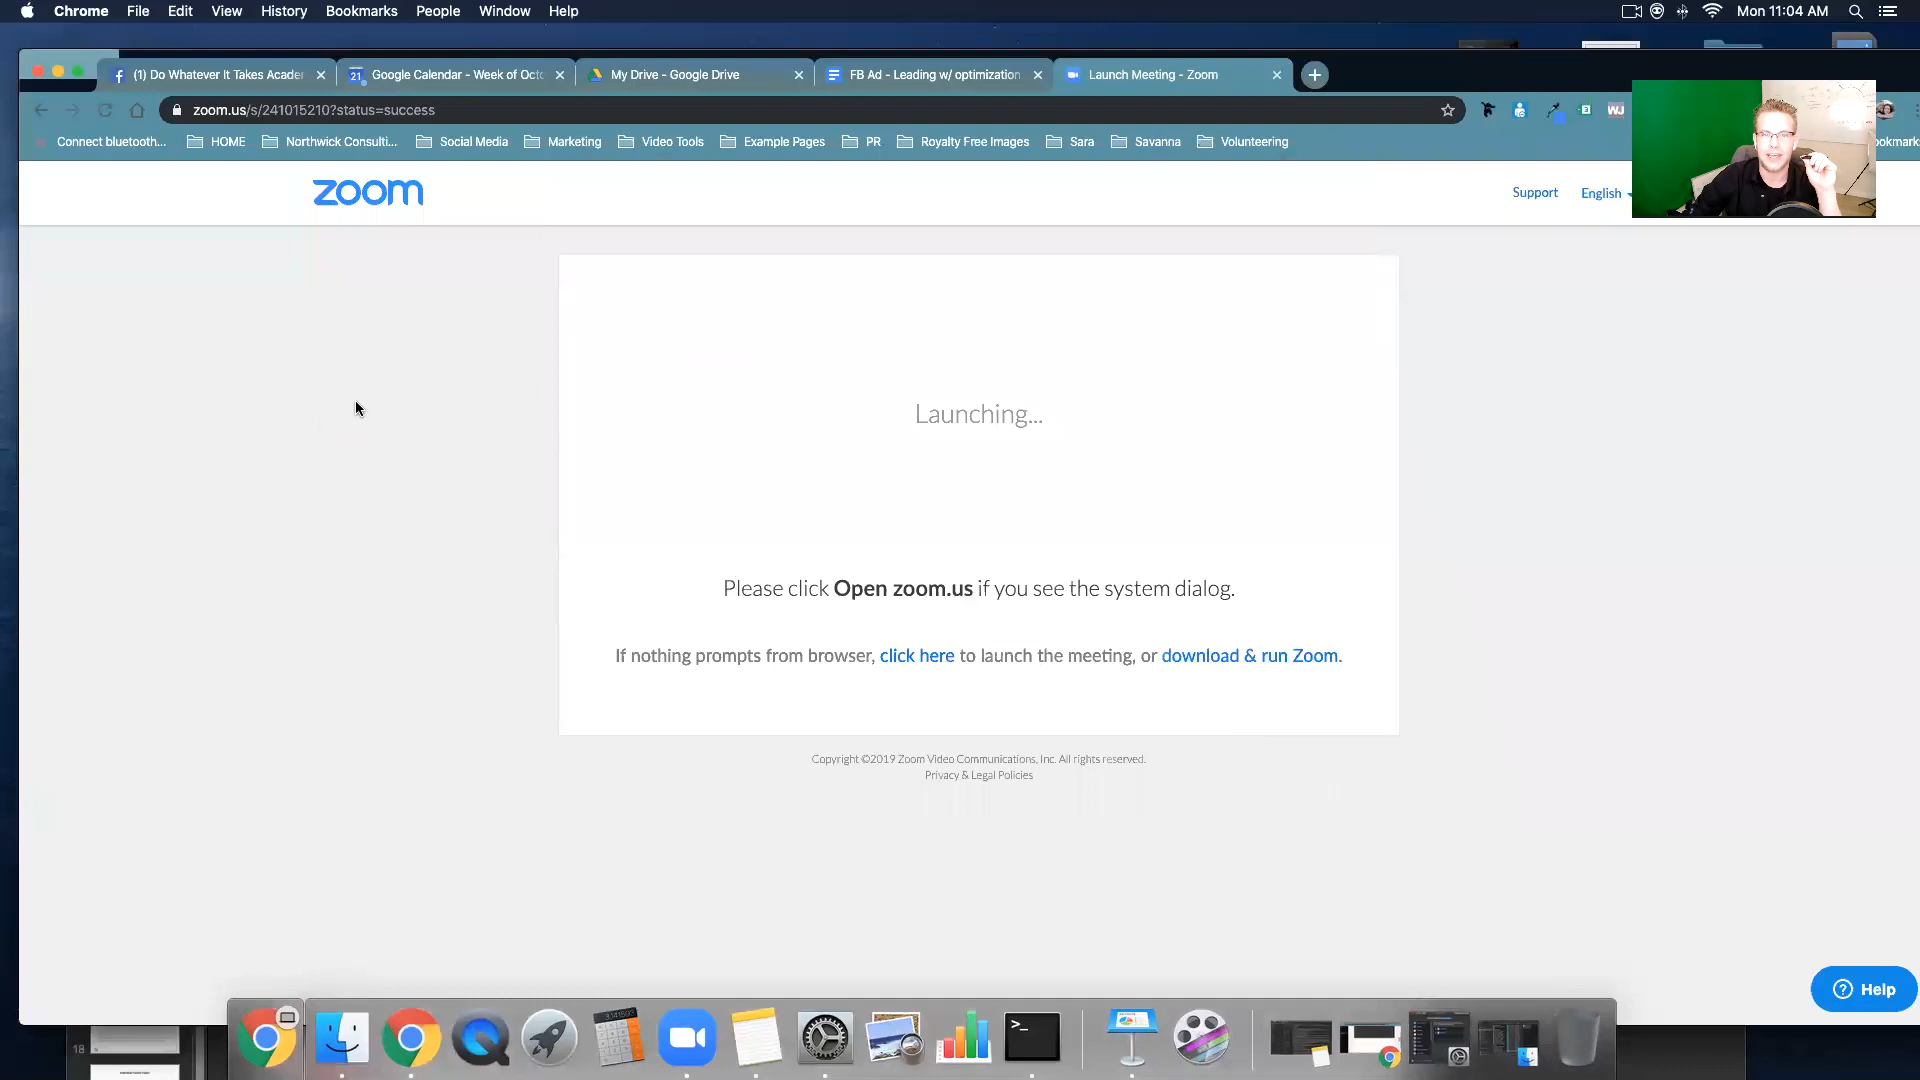 Chrome File Edit View History Bookmarks People Window Help Mon 11:04 AM
(1) Do Whatever It Takes Acader
21 Google Calendar - Week of Octo
My Drive - Google Drive
FB Ad - Leading w/ optimization
Launch Meeting - Zoom
zoom.us/s/241015210?status=success
WJ
Connect bluetooth... HOME Northwick Consulti... Social Media Marketing Video Tools Example Pages PR Royalty Free Images Sara Savanna Volunteering
zoom
Support English
Launching...
Please click Open zoom.us if you see the system dialog.
If nothing prompts from browser, click here to launch the meeting, or download & run Zoom.
Copyright ©2019 Zoom Video Communications, Inc. All rights reserved.
Privacy & Legal Policies
Help
18